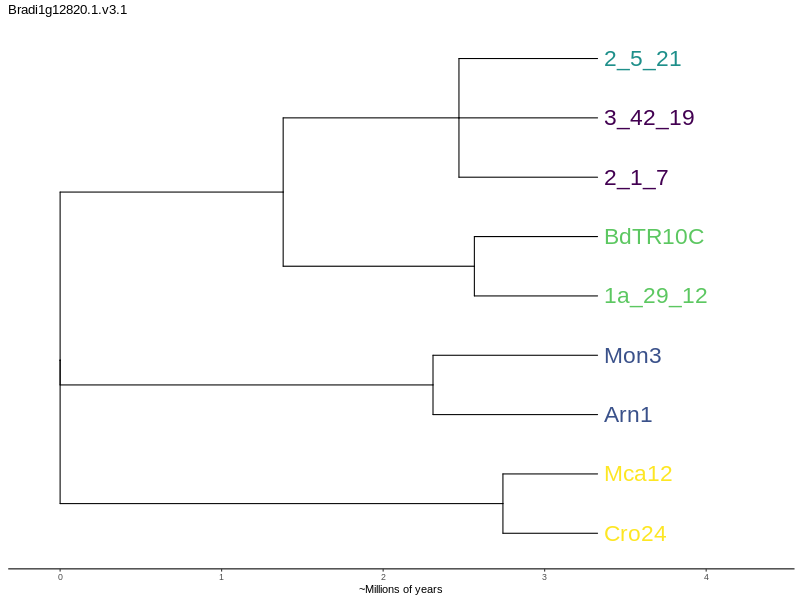 Bradi1g12820.1.v3.1
2_5_21
3_42_19
2_1_7
BdTR10C
1a_29_12
Mon3
Arn1
Mca12
Cro24
0 1 2 3 4
~Millions of years